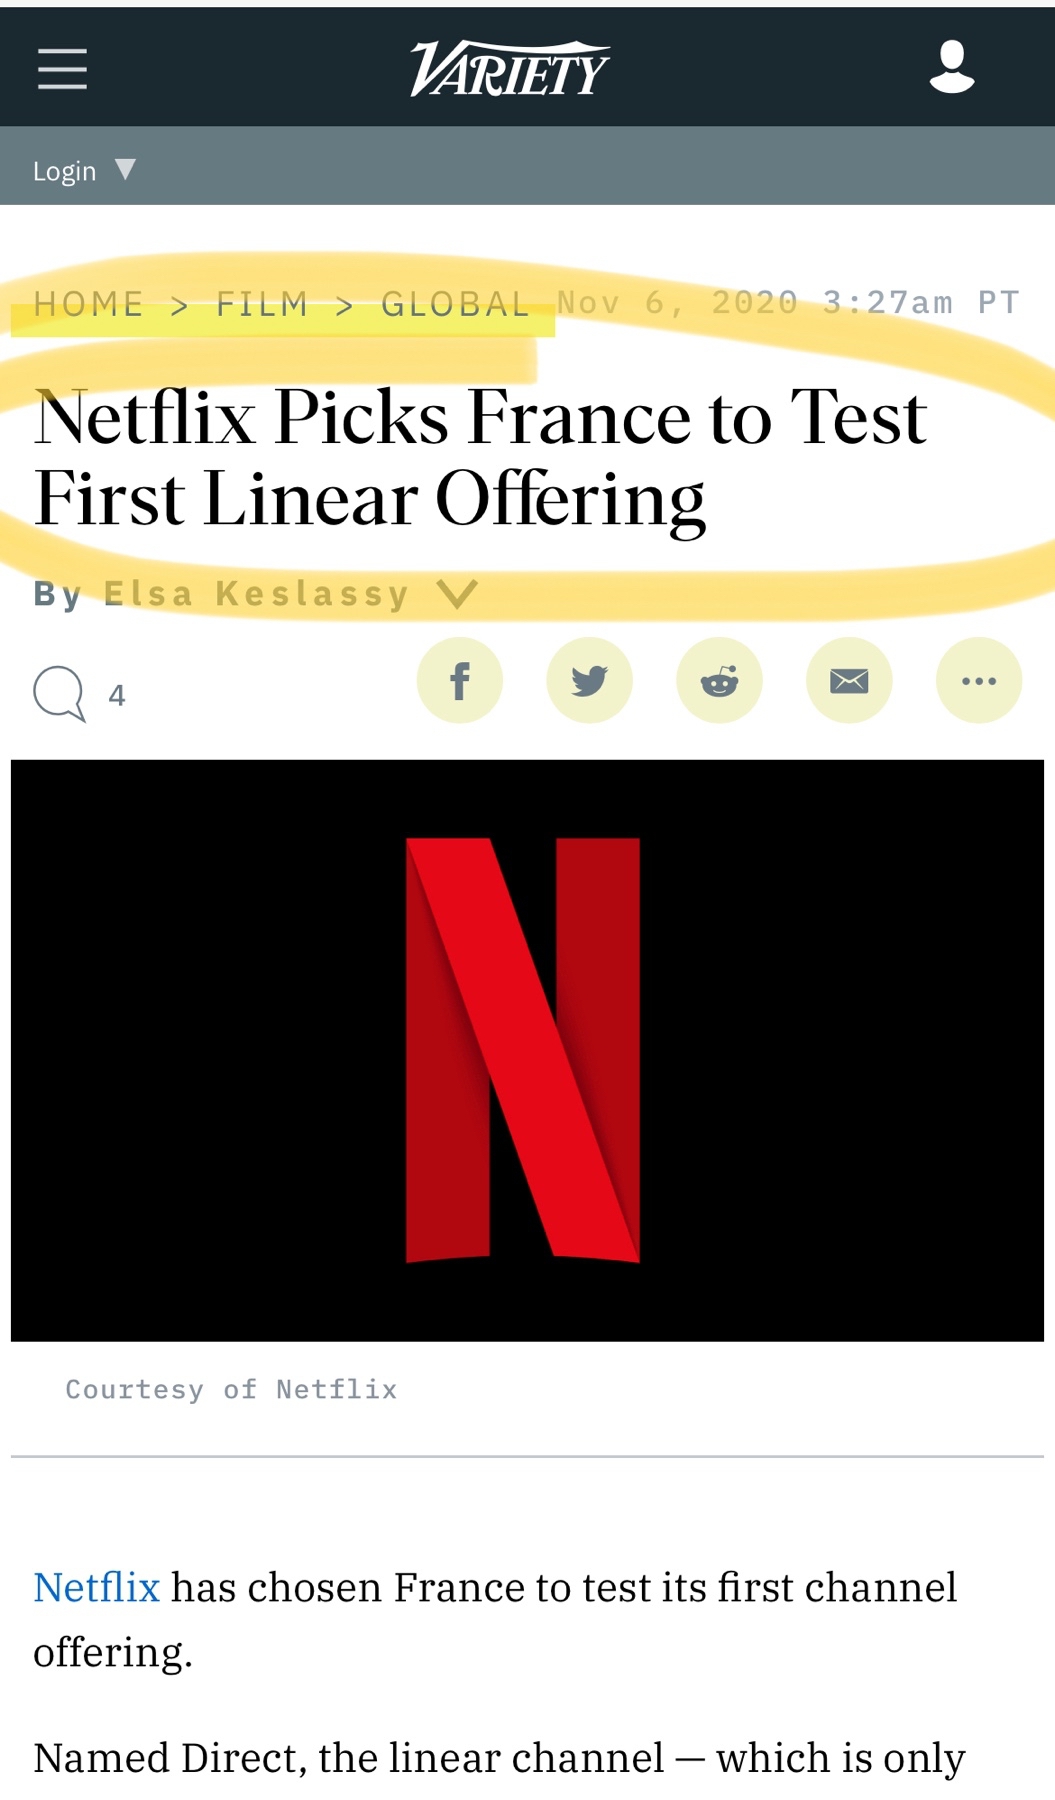 VARIETY
Login ▼
HOME > FILM > GLOBAL Nov 6, 2020 3:27am PT
Netflix Picks France to Test
First Linear Offering
By Elsa Keslassy
4
Courtesy of Netflix
Netflix has chosen France to test its first channel
offering.
Named Direct, the linear channel — which is only